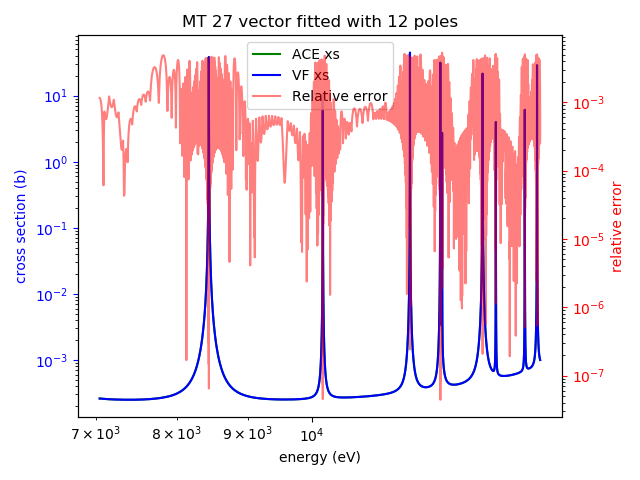 MT 27 vector fitted with 12 poles
ACE xs
VF xs
Relative error
cross section (b)
10¹
10⁰
10⁻¹
10⁻²
10⁻³
relative error
10⁻³
10⁻⁴
10⁻⁵
10⁻⁶
10⁻⁷
7 × 10³ 8 × 10³ 9 × 10³ 10⁴
energy (eV)